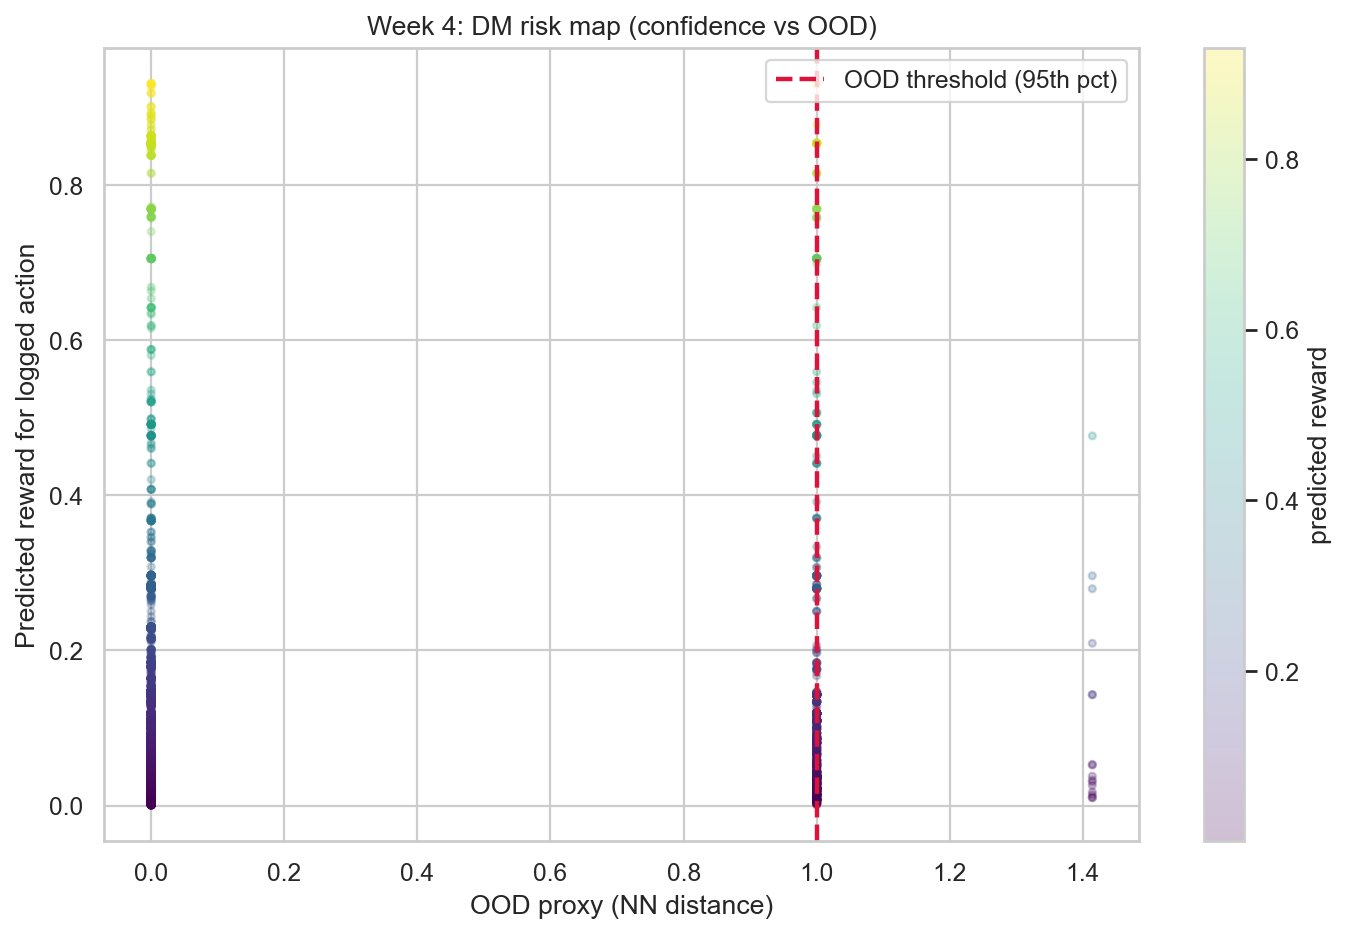 Week 4: DM risk map (confidence vs OOD)
OOD threshold (95th pct)
Predicted reward for logged action
0.8
0.6
0.4
0.2
0.0
0.0 0.2 0.4 0.6 0.8 1.0 1.2 1.4
OOD proxy (NN distance)
0.8
0.6
0.4
0.2
predicted reward